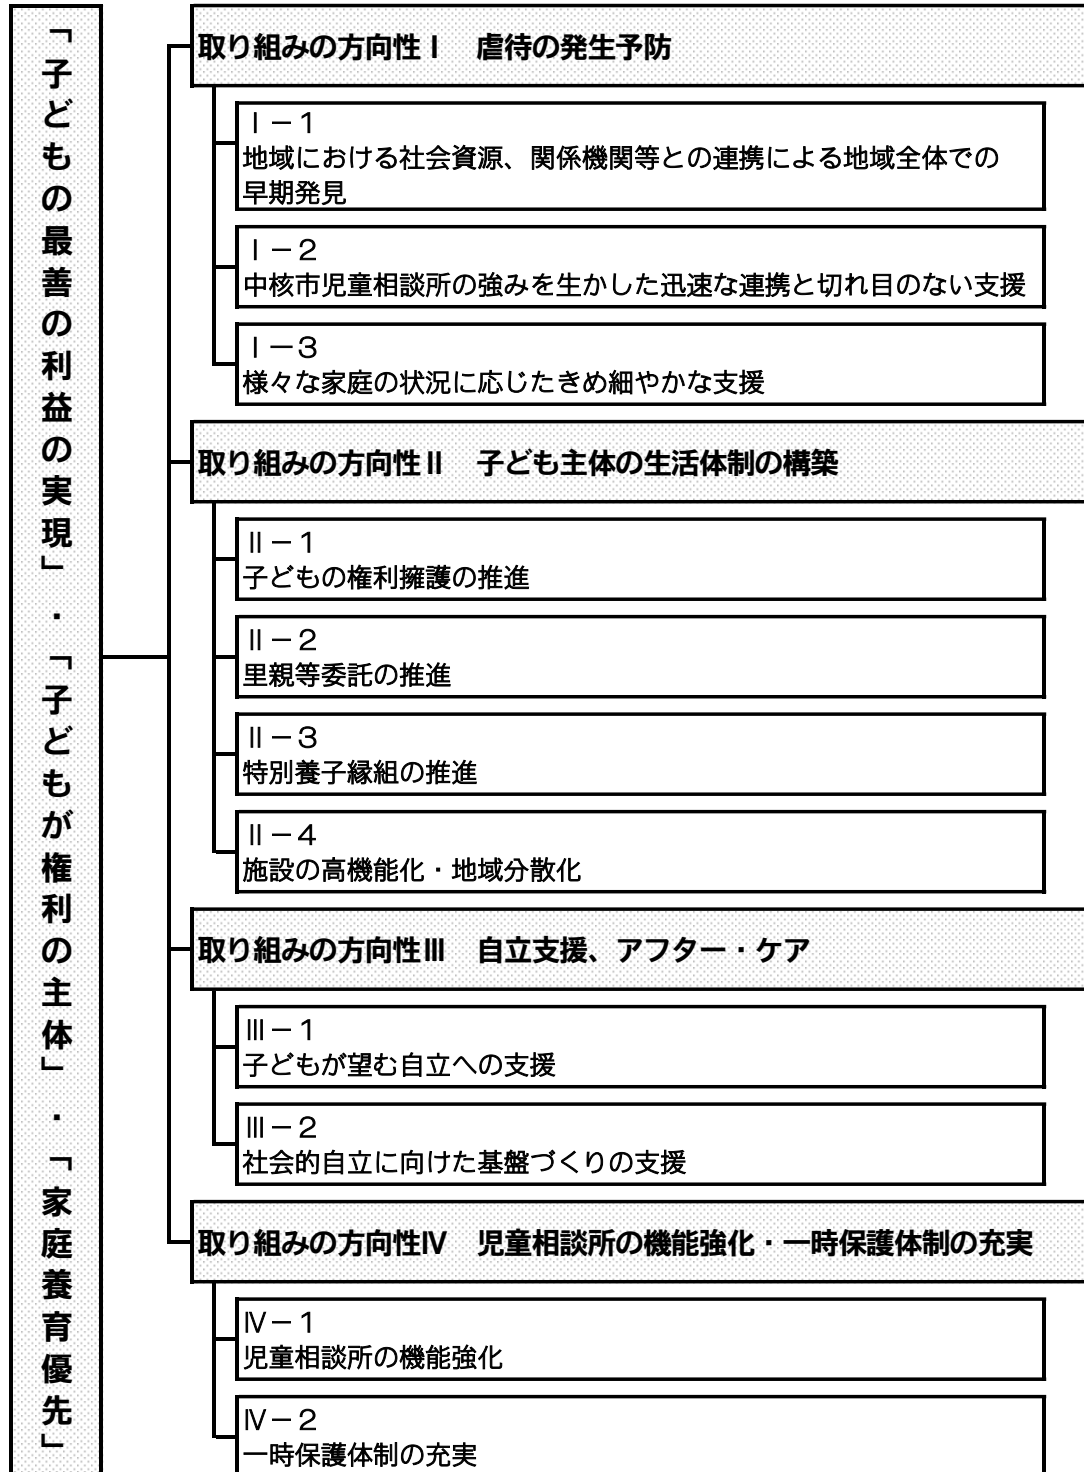 「子どもの最善の利益の実現」・「子どもが権利の主体」・「家庭養育優先」
取り組みの方向性Ⅰ　虐待の発生予防
Ⅰ－１
地域における社会資源、関係機関等との連携による地域全体での
早期発見
Ⅰ－２
中核市児童相談所の強みを生かした迅速な連携と切れ目のない支援
Ⅰ－３
様々な家庭の状況に応じたきめ細やかな支援
取り組みの方向性Ⅱ　子ども主体の生活体制の構築
Ⅱ－１
子どもの権利擁護の推進
Ⅱ－２
里親等委託の推進
Ⅱ－３
特別養子縁組の推進
Ⅱ－４
施設の高機能化・地域分散化
取り組みの方向性Ⅲ　自立支援、アフター・ケア
Ⅲ－１
子どもが望む自立への支援
Ⅲ－２
社会的自立に向けた基盤づくりの支援
取り組みの方向性Ⅳ　児童相談所の機能強化・一時保護体制の充実
Ⅳ－１
児童相談所の機能強化
Ⅳ－２
一時保護体制の充実